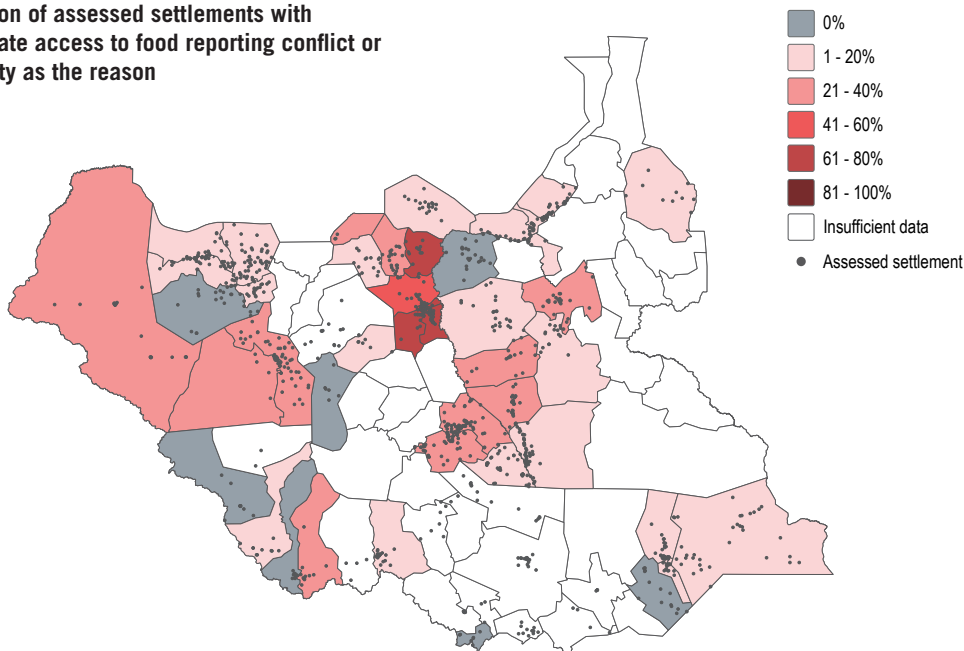 on of assessed settlements with
ate access to food reporting conflict or
ty as the reason
0%
1 - 20%
21 - 40%
41 - 60%
61 - 80%
81 - 100%
Insufficient data
Assessed settlement